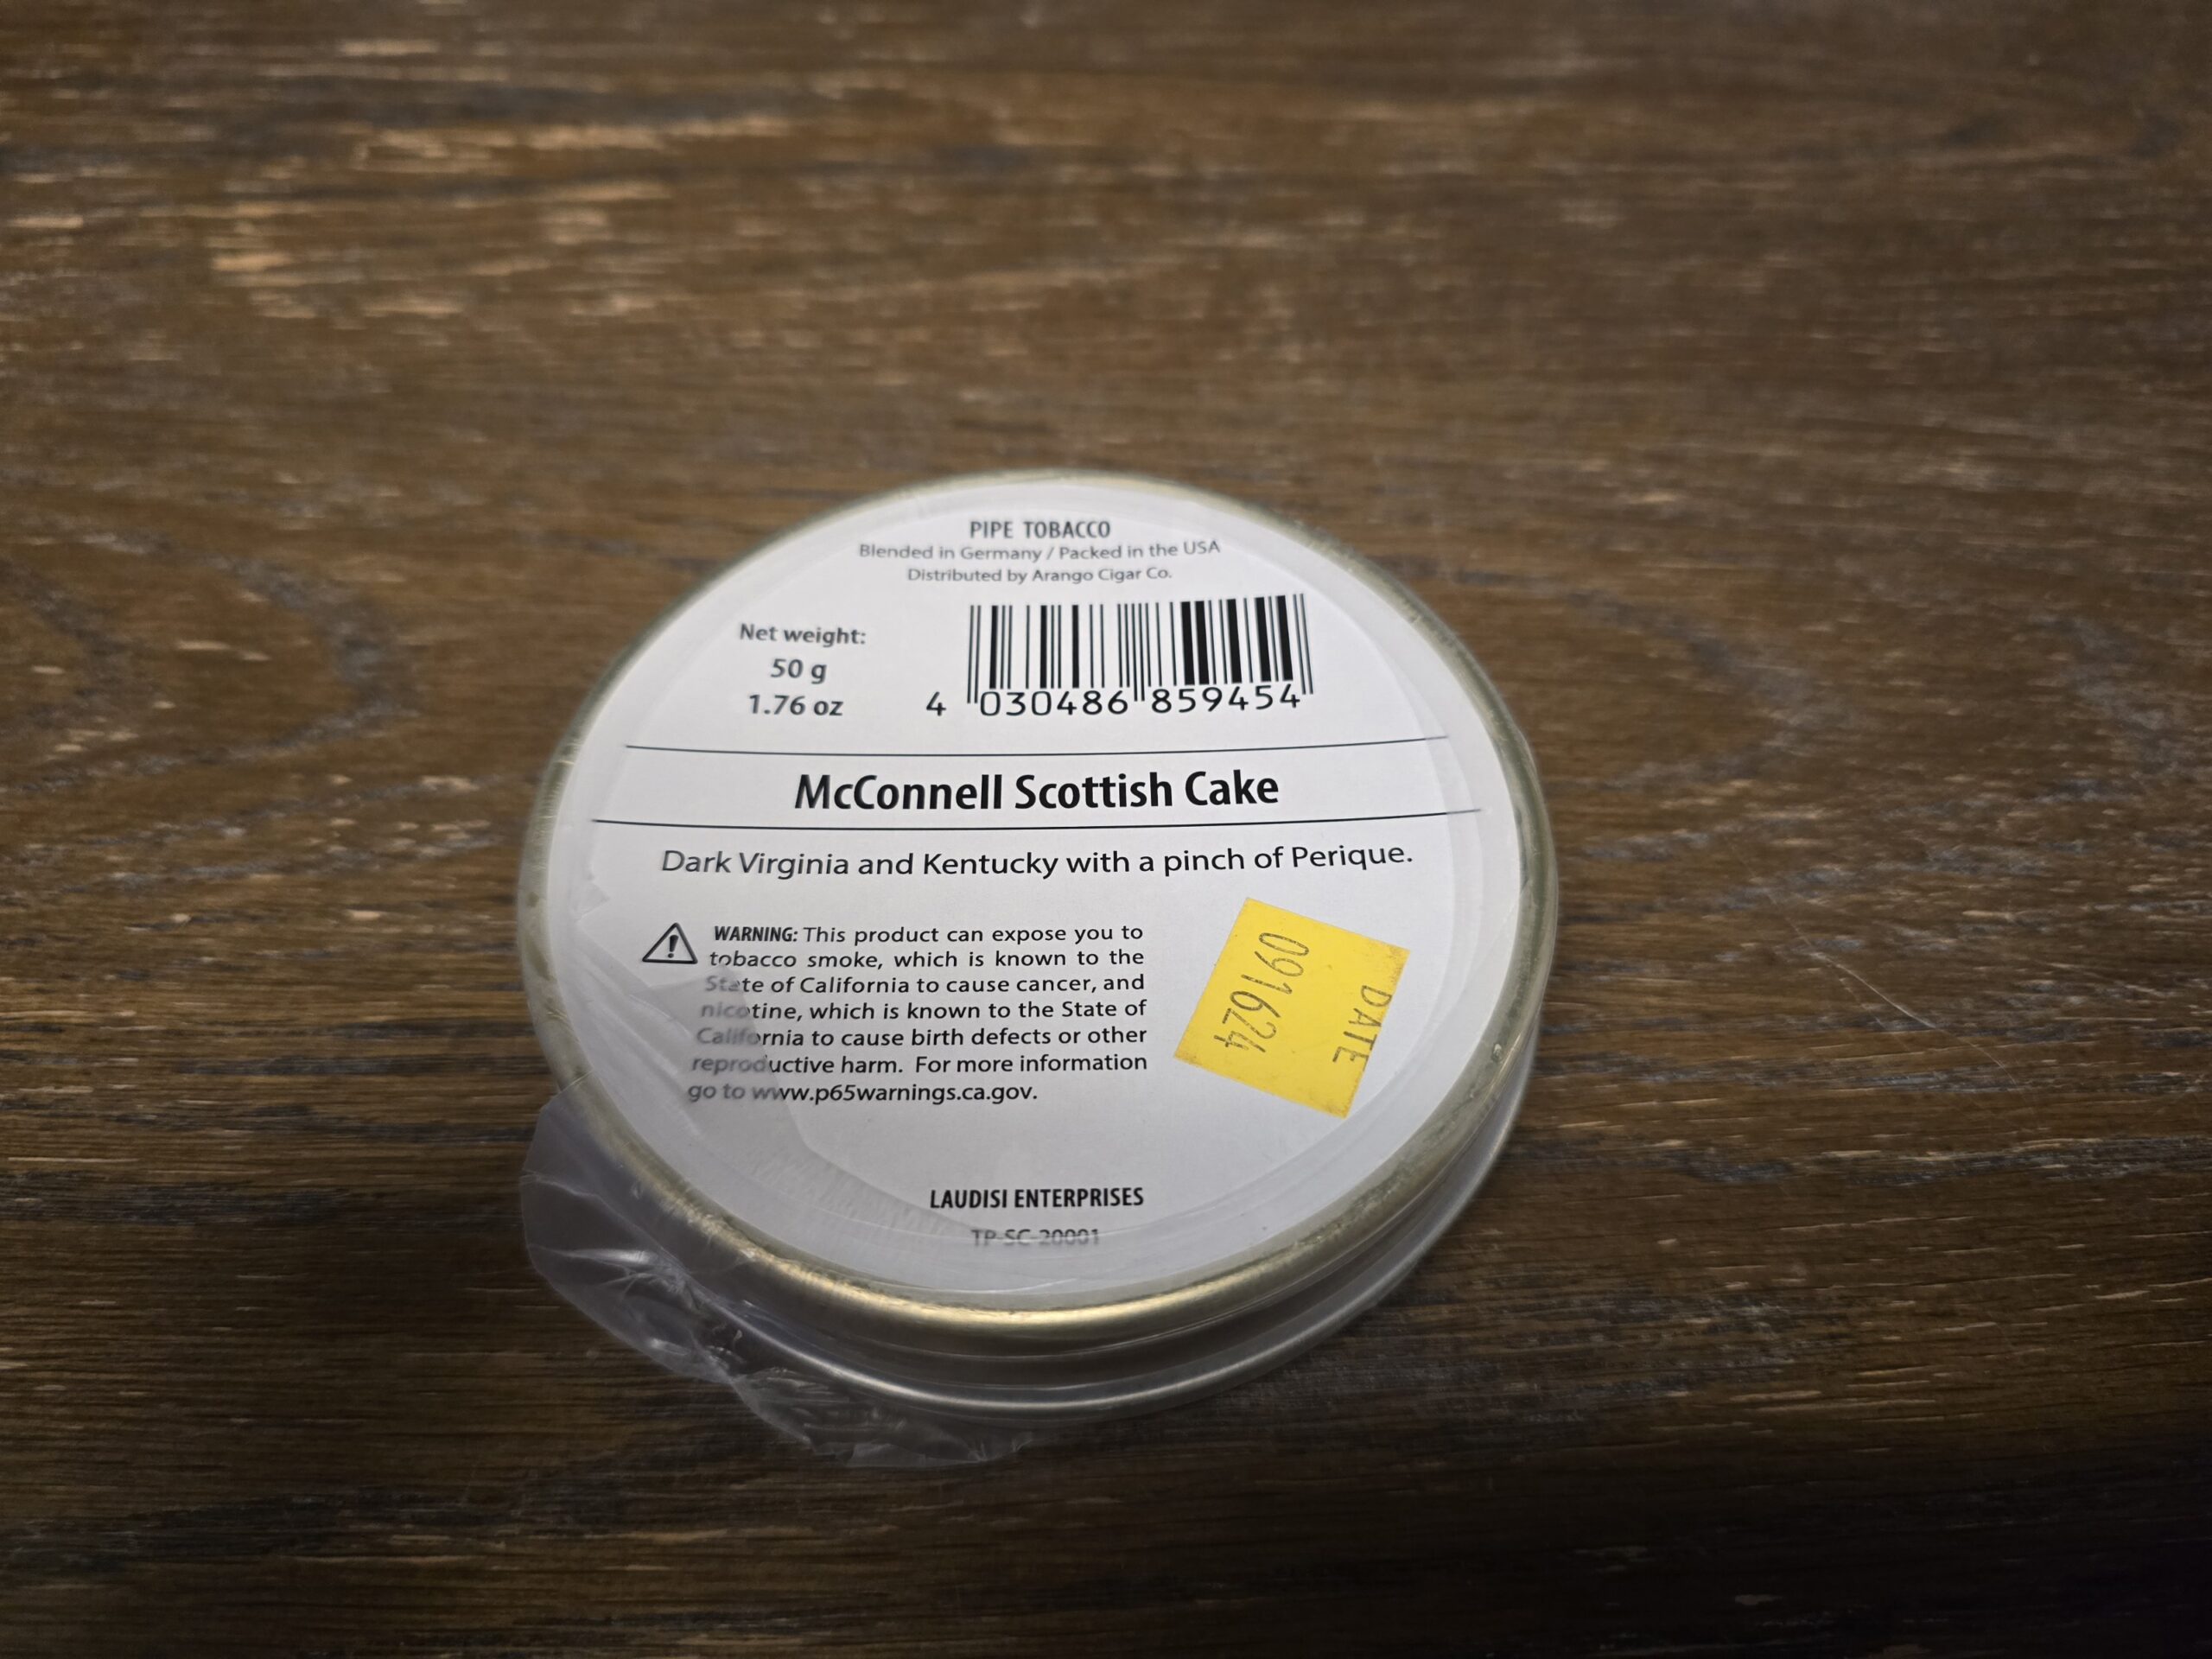 PIPE TOBACCO
Blended in Germany / Packed in the USA
Distributed by Arango Cigar Co.
Net weight:
50 g
1.76 oz
4 030486 859454
McConnell Scottish Cake
Dark Virginia and Kentucky with a pinch of Perique.
WARNING: This product can expose you to
tobacco smoke, which is known to the
State of California to cause cancer, and
nicotine, which is known to the State of
California to cause birth defects or other
reproductive harm. For more information
go to www.p65warnings.ca.gov.
DATE
091624
LAUDISI ENTERPRISES
TP-SC-20001